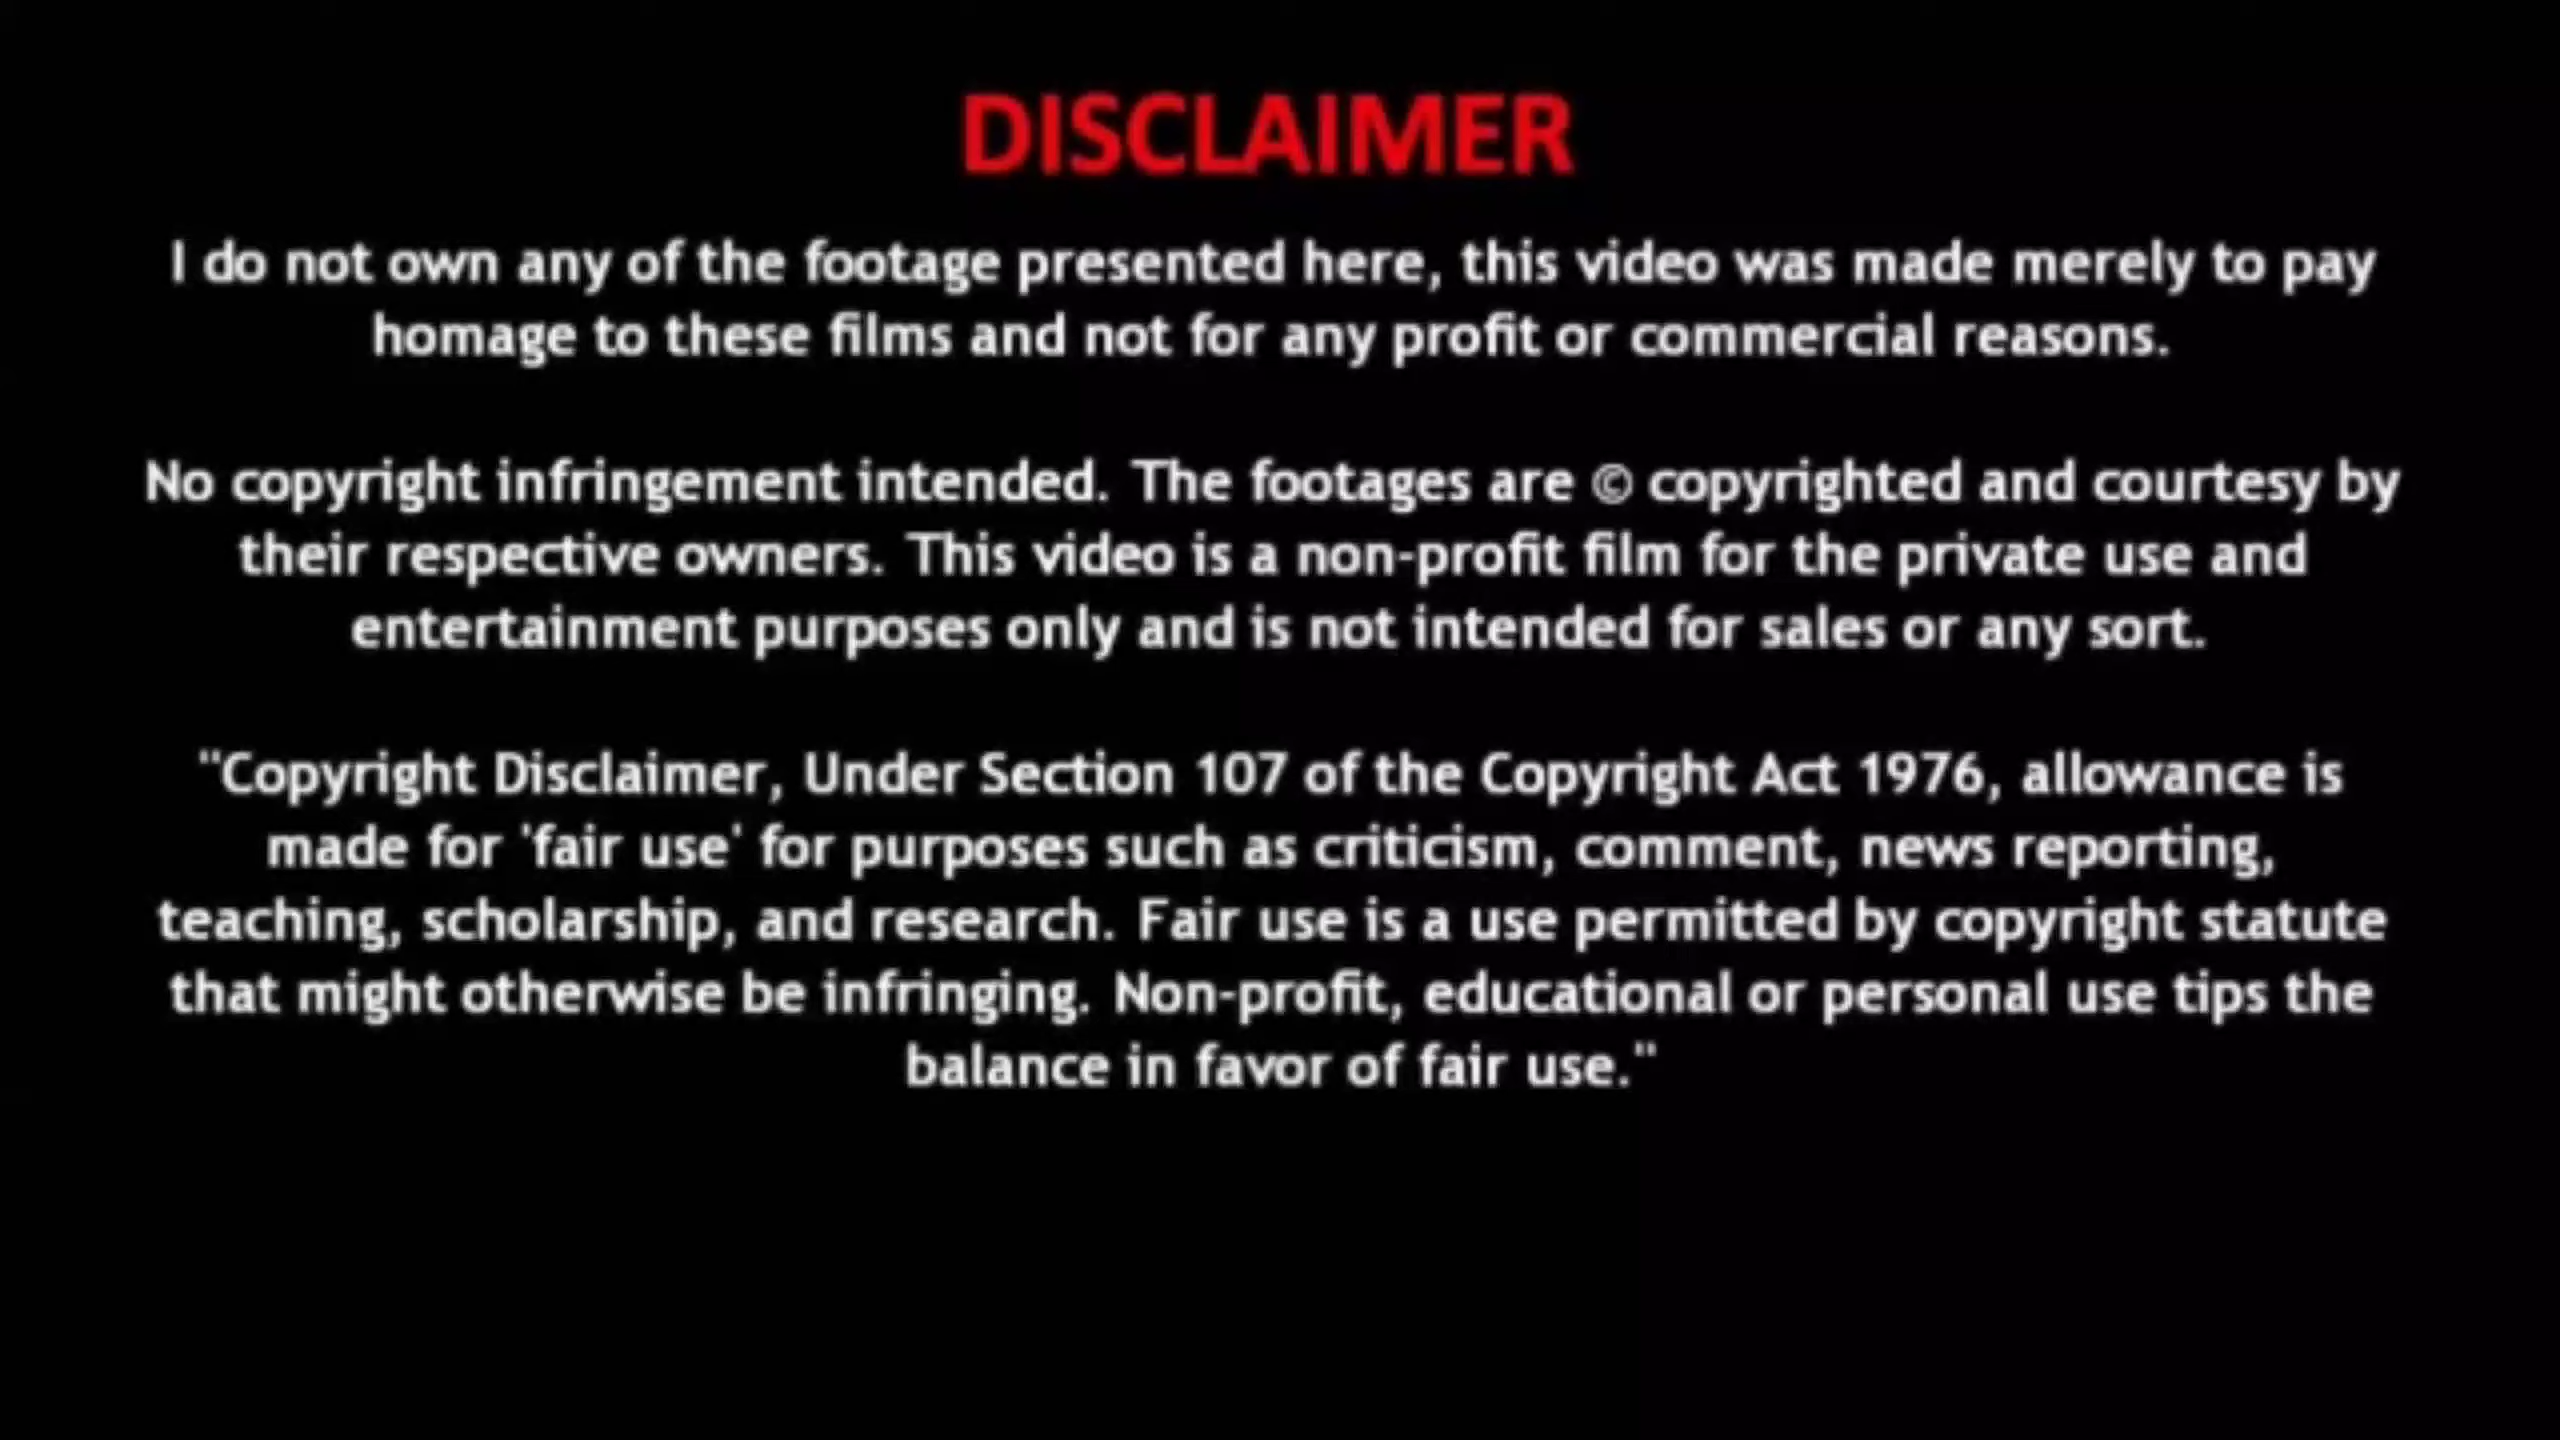 DISCLAIMER
I do not own any of the footage presented here, this video was made merely to pay
homage to these films and not for any profit or commercial reasons.
No copyright infringement intended. The footages are © copyrighted and courtesy by
their respective owners. This video is a non-profit film for the private use and
entertainment purposes only and is not intended for sales or any sort.
"Copyright Disclaimer, Under Section 107 of the Copyright Act 1976, allowance is
made for 'fair use' for purposes such as criticism, comment, news reporting,
teaching, scholarship, and research. Fair use is a use permitted by copyright statute
that might otherwise be infringing. Non-profit, educational or personal use tips the
balance in favor of fair use."